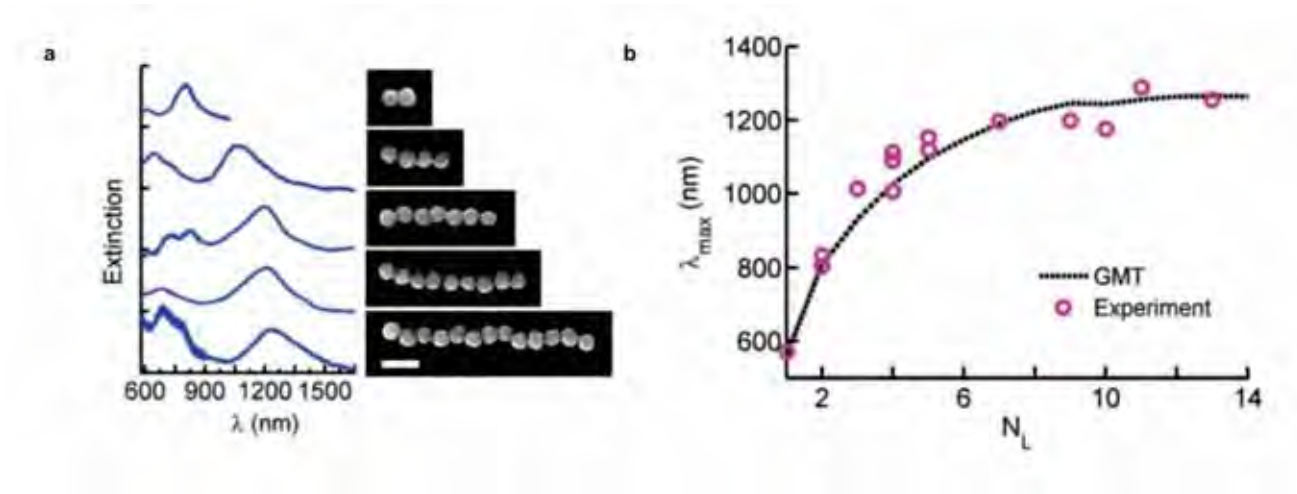 a
Extinction
600 900 1200 1500
λ (nm)
b
1400
1200
1000
800
600
λmax (nm)
GMT
Experiment
2 6 10 14
NL